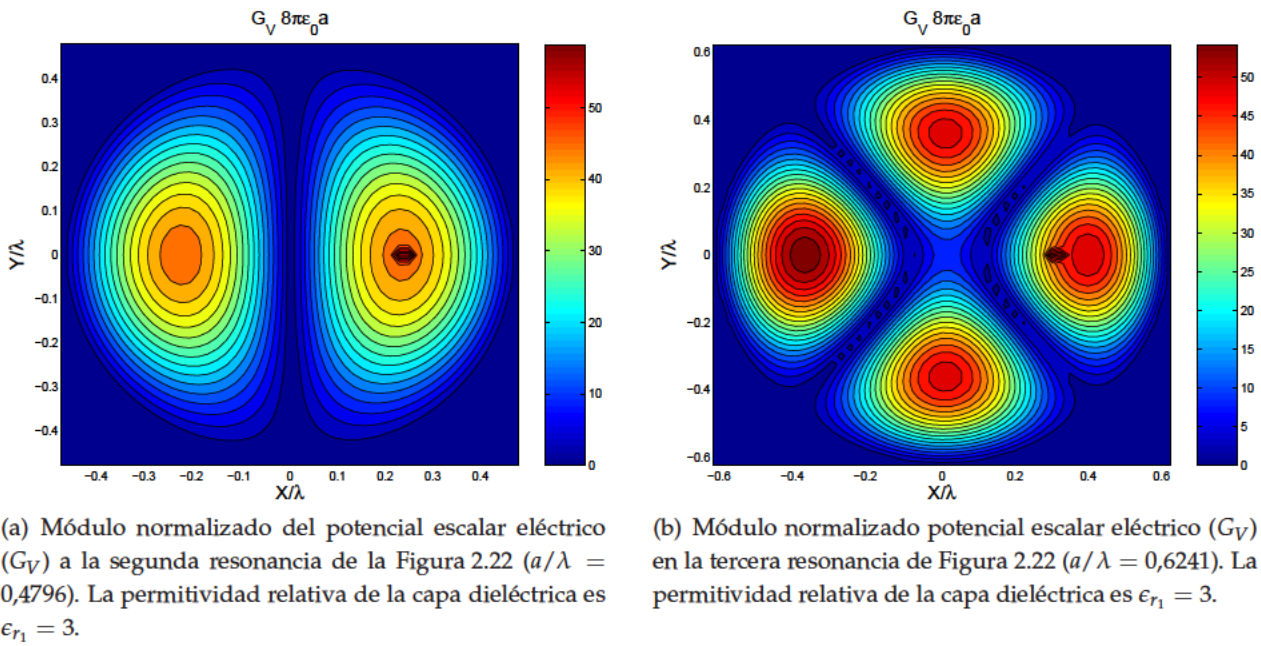 G_V 8πε_0a
0.4
0.3
0.2
0.1
0
−0.1
−0.2
−0.3
−0.4
Y/λ
−0.4 −0.3 −0.2 −0.1 0 0.1 0.2 0.3 0.4
X/λ
50
40
30
20
10
0
(a) Módulo normalizado del potencial escalar eléctrico
(G_V) a la segunda resonancia de la Figura 2.22 (a/λ =
0,4796). La permitividad relativa de la capa dieléctrica es
ϵ_r₁ = 3.
G_V 8πε_0a
0.6
0.4
0.2
0
−0.2
−0.4
−0.6
Y/λ
−0.6 −0.4 −0.2 0 0.2 0.4 0.6
X/λ
50
45
40
35
30
25
20
15
10
5
0
(b) Módulo normalizado potencial escalar eléctrico (G_V)
en la tercera resonancia de Figura 2.22 (a/λ = 0,6241). La
permitividad relativa de la capa dieléctrica es ϵ_r₁ = 3.